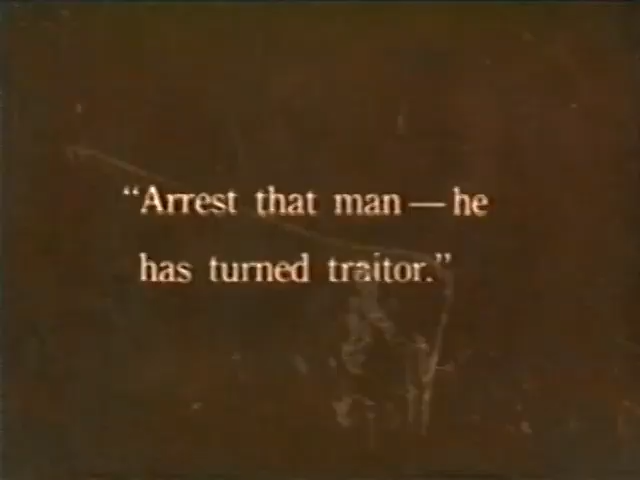 “Arrest that man — he
has turned traitor.”